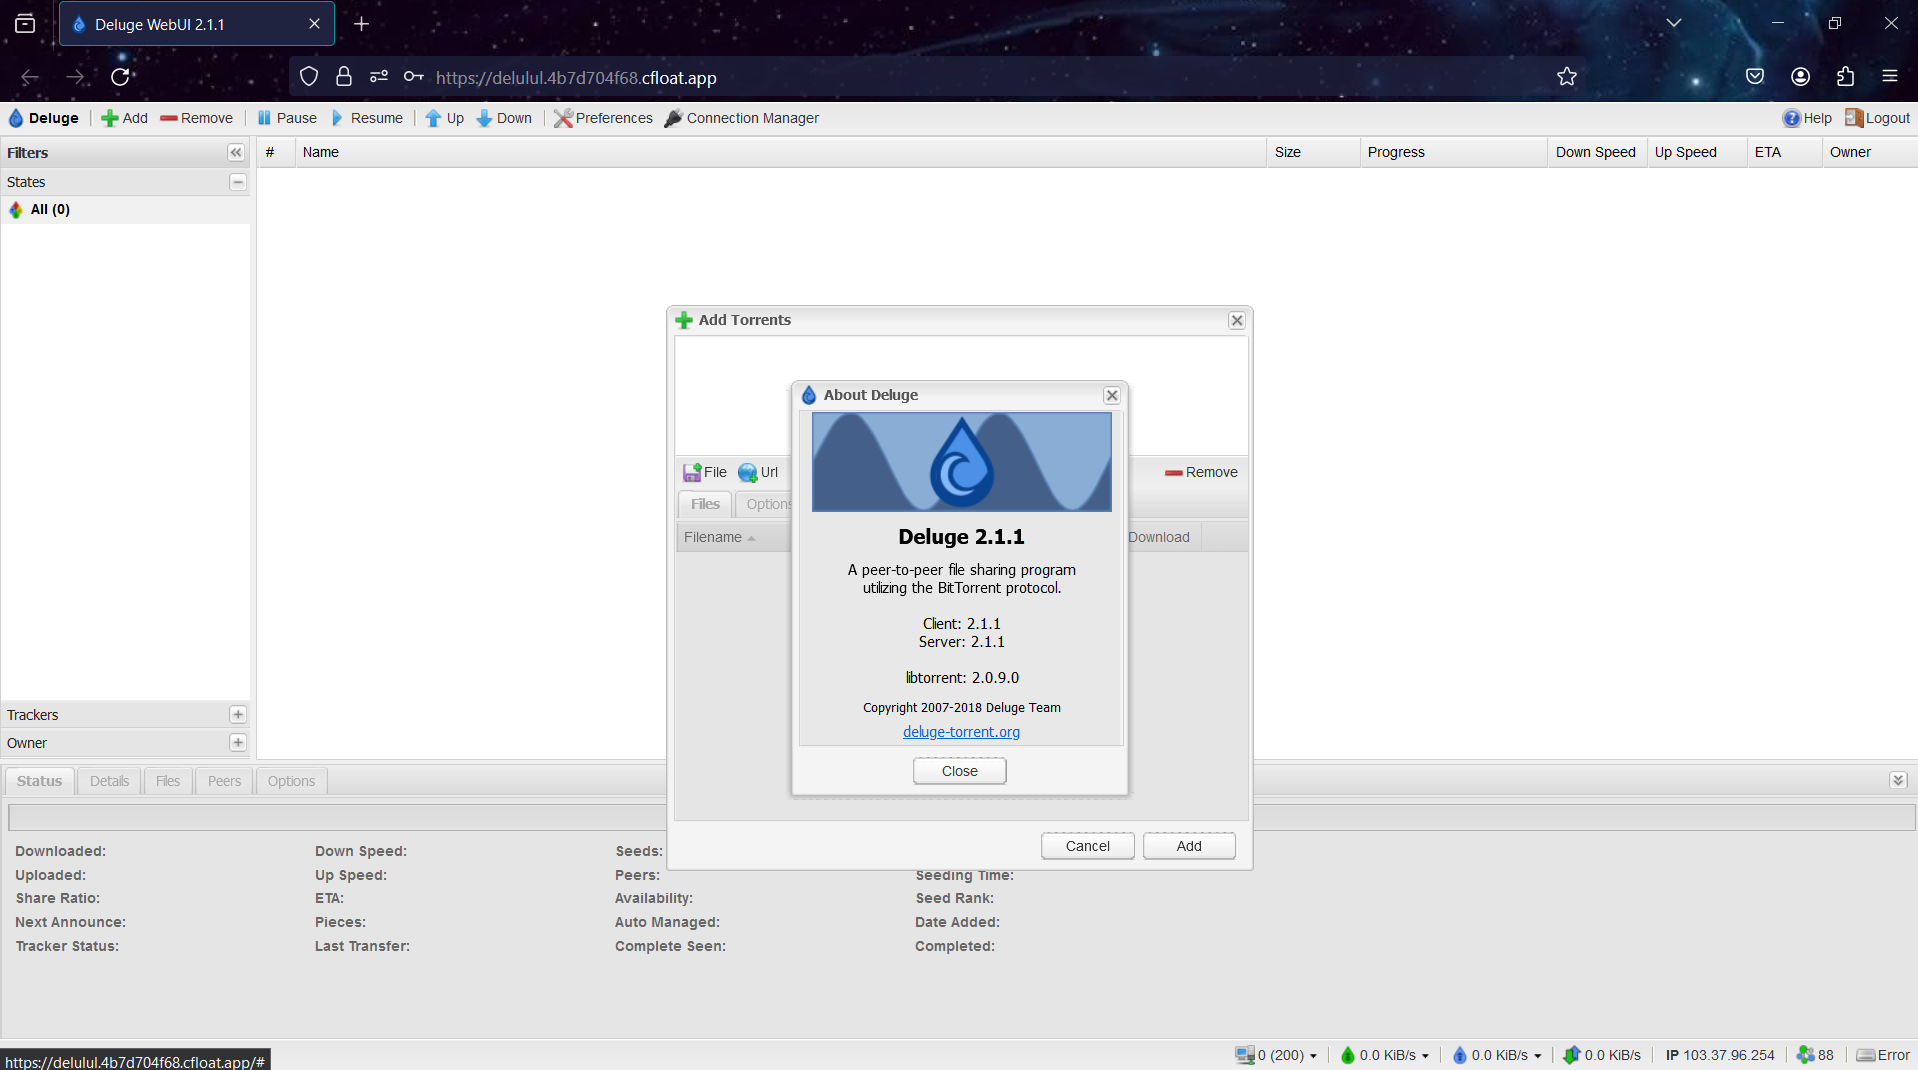 Deluge WebUI 2.1.1
https://delulul.4b7d704f68.cfloat.app
Deluge Add Remove Pause Resume Up Down Preferences Connection Manager Help Logout
Filters # Name Size Progress Down Speed Up Speed ETA Owner
States
All (0)
Add Torrents
About Deluge
File Url Remove
Files Options
Deluge 2.1.1
Filename Download
A peer-to-peer file sharing program
utilizing the BitTorrent protocol.
Client: 2.1.1
Server: 2.1.1
libtorrent: 2.0.9.0
Copyright 2007-2018 Deluge Team
deluge-torrent.org
Close
Trackers
Owner
Status Details Files Peers Options
Cancel Add
Downloaded: Down Speed: Seeds:
Uploaded: Up Speed: Peers: Seeding Time:
Share Ratio: ETA: Availability: Seed Rank:
Next Announce: Pieces: Auto Managed: Date Added:
Tracker Status: Last Transfer: Complete Seen: Completed:
https://delulul.4b7d704f68.cfloat.app/#
0 (200) 0.0 KiB/s 0.0 KiB/s 0.0 KiB/s IP 103.37.96.254 88 Error